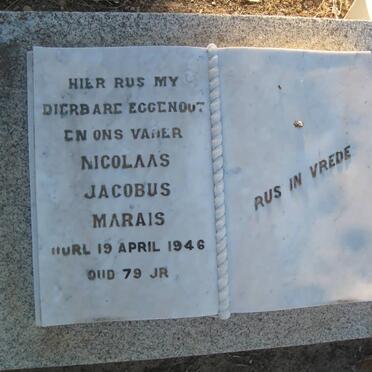 HIER RUS MY
DIERBARE EGGENOOT
EN ONS VADER
NICOLAAS
JACOBUS
MARAIS
OORL 19 APRIL 1946
OUD 79 JR
RUS IN VREDE